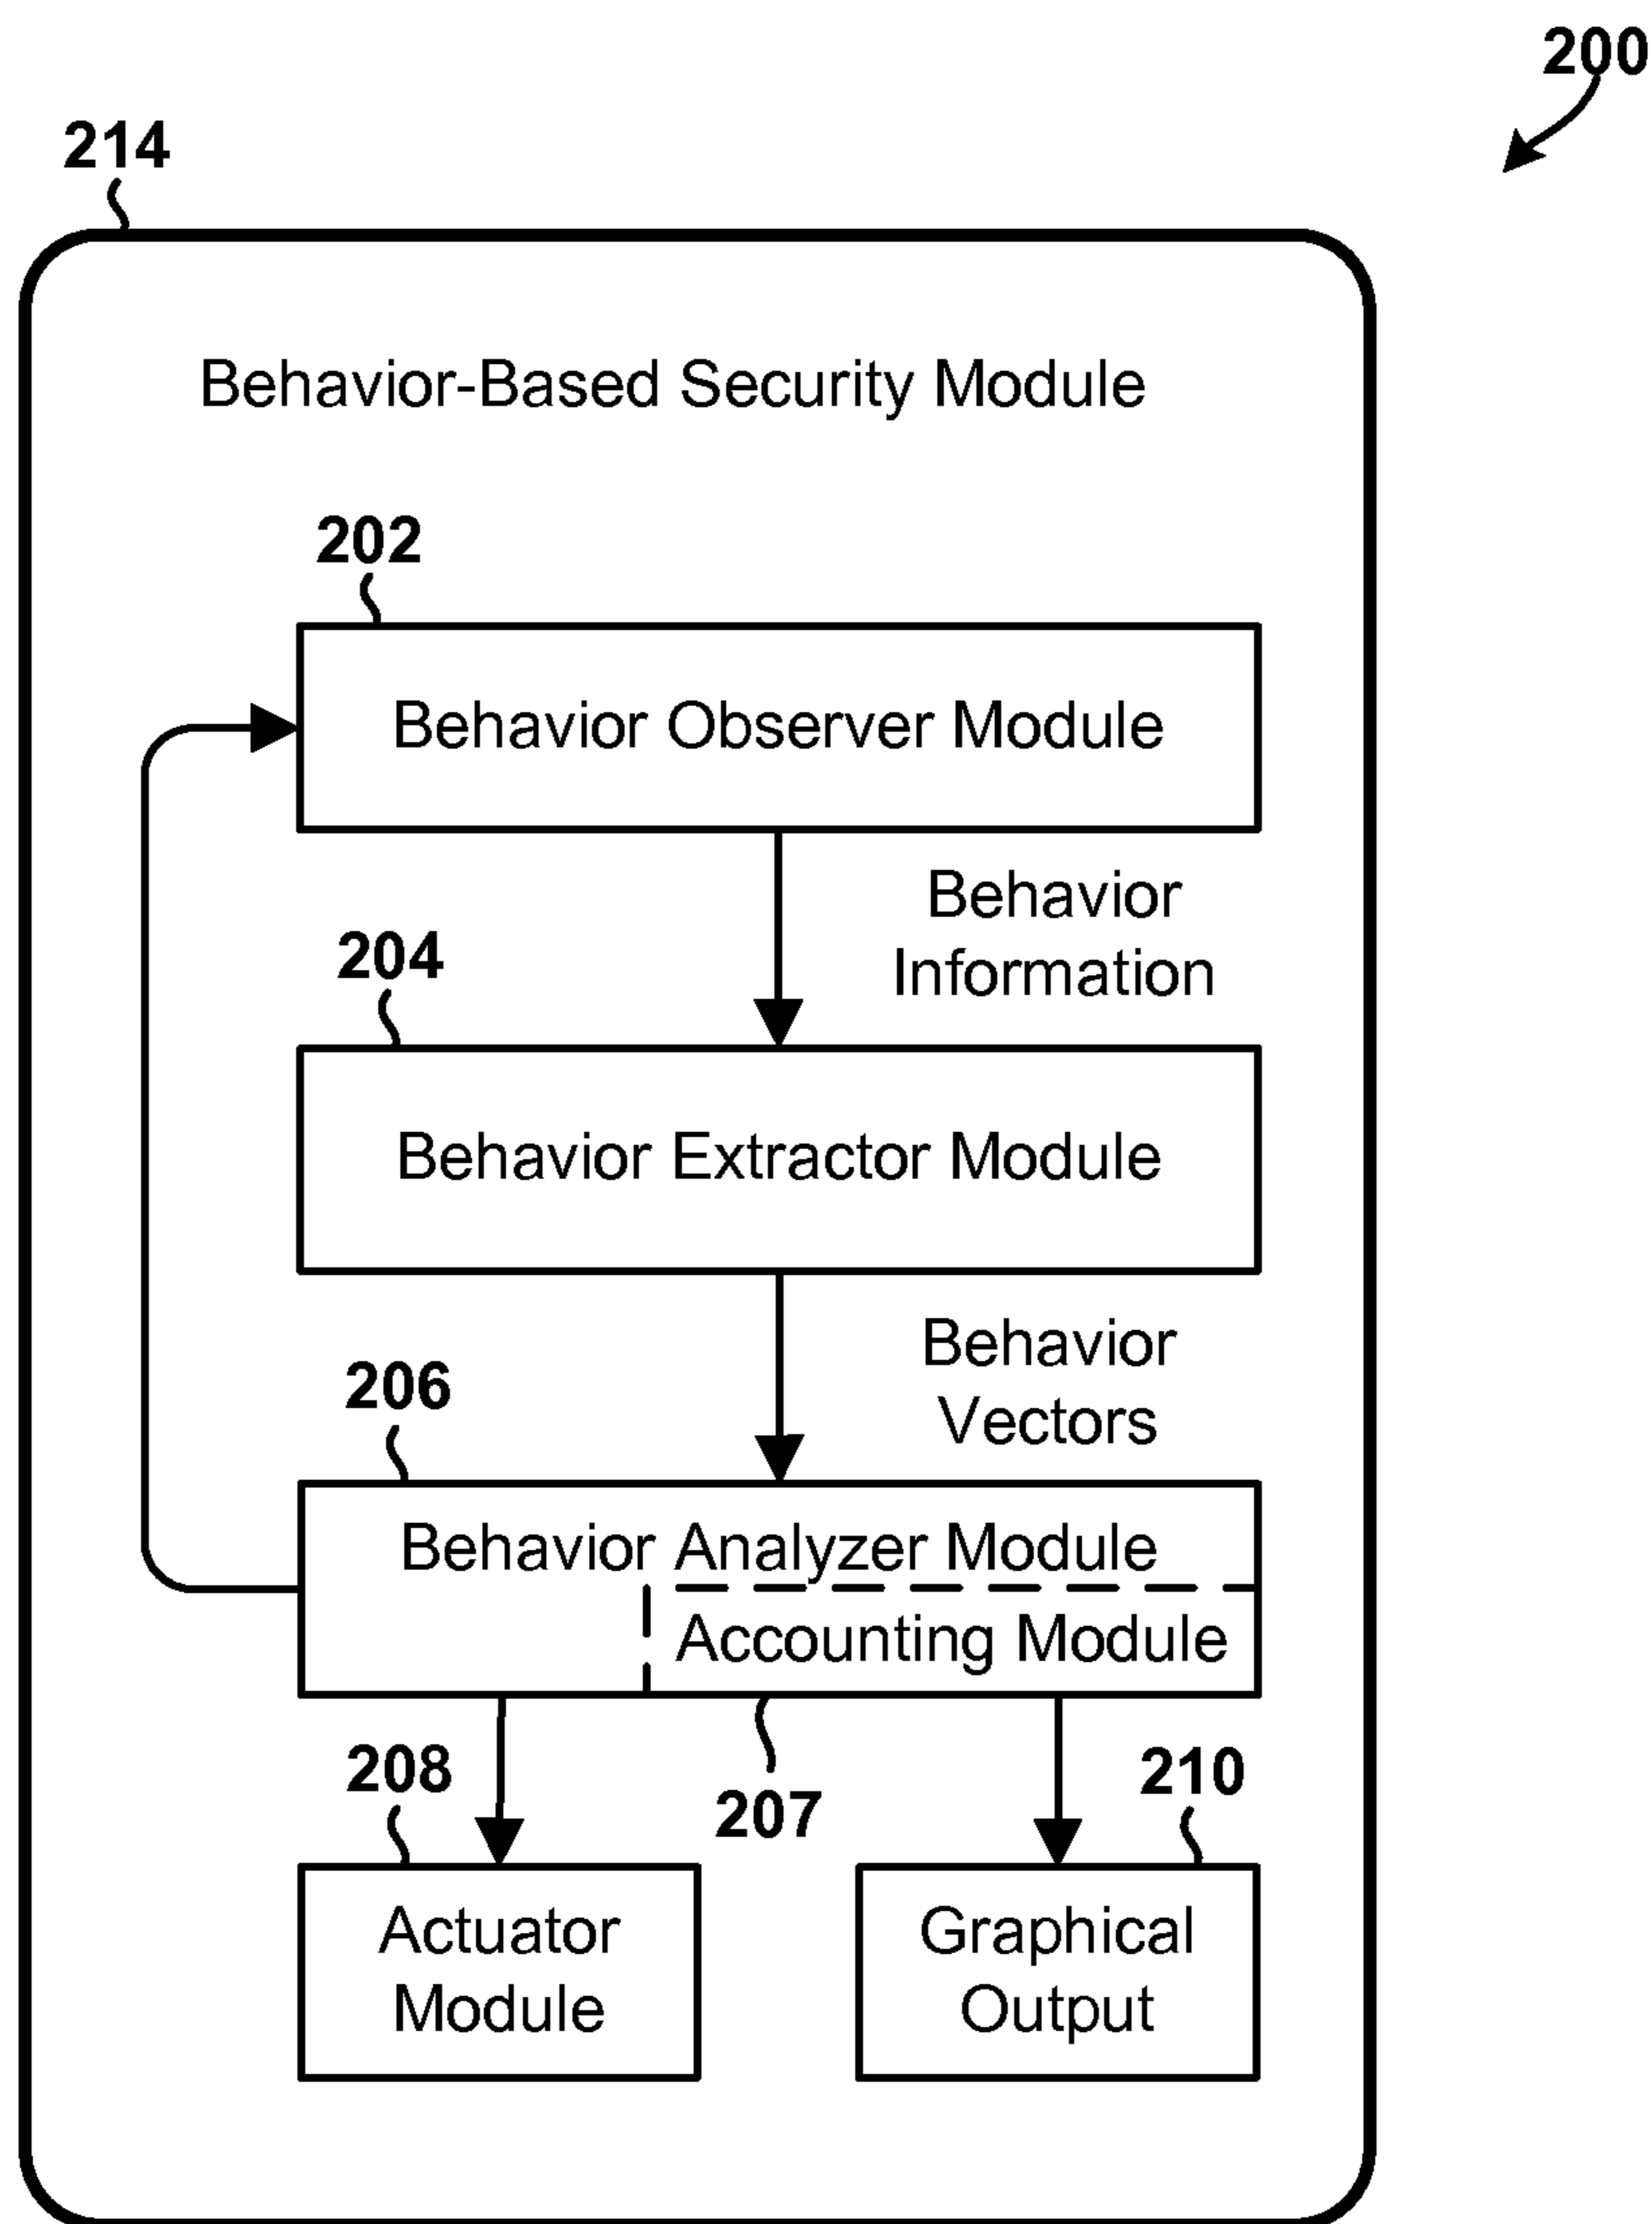 200
214
Behavior-Based Security Module
202
Behavior Observer Module
Behavior
Information
204
Behavior Extractor Module
Behavior
Vectors
206
Behavior Analyzer Module
Accounting Module
208
207
210
Actuator
Module
Graphical
Output